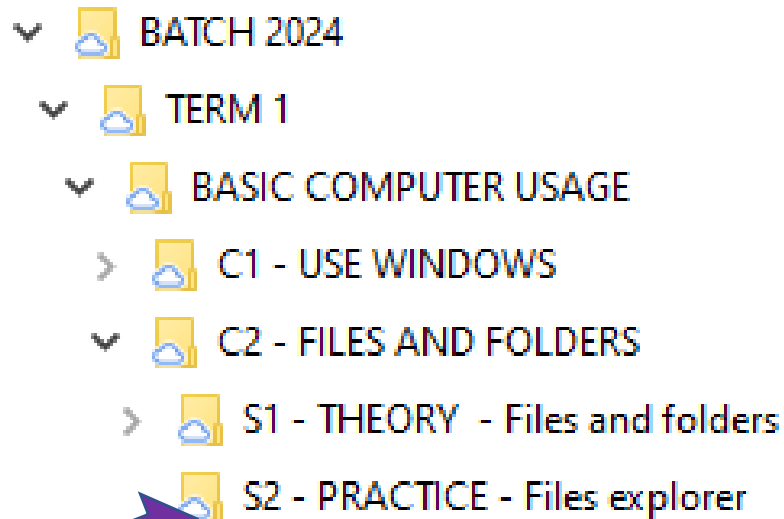 BATCH 2024
TERM 1
BASIC COMPUTER USAGE
C1 - USE WINDOWS
C2 - FILES AND FOLDERS
S1 - THEORY  - Files and folders
S2 - PRACTICE - Files explorer